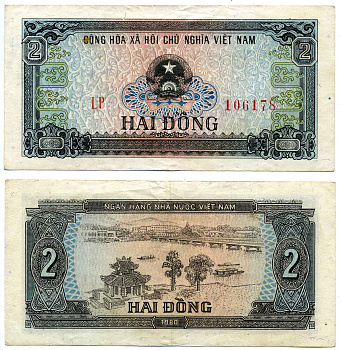 CỘNG HÒA XÃ HỘI CHỦ NGHĨA VIỆT NAM
2 2
LP 106178
HAI ĐỒNG
NGÂN HÀNG NHÀ NƯỚC VIỆT NAM
2 2
HAI ĐỒNG
1980